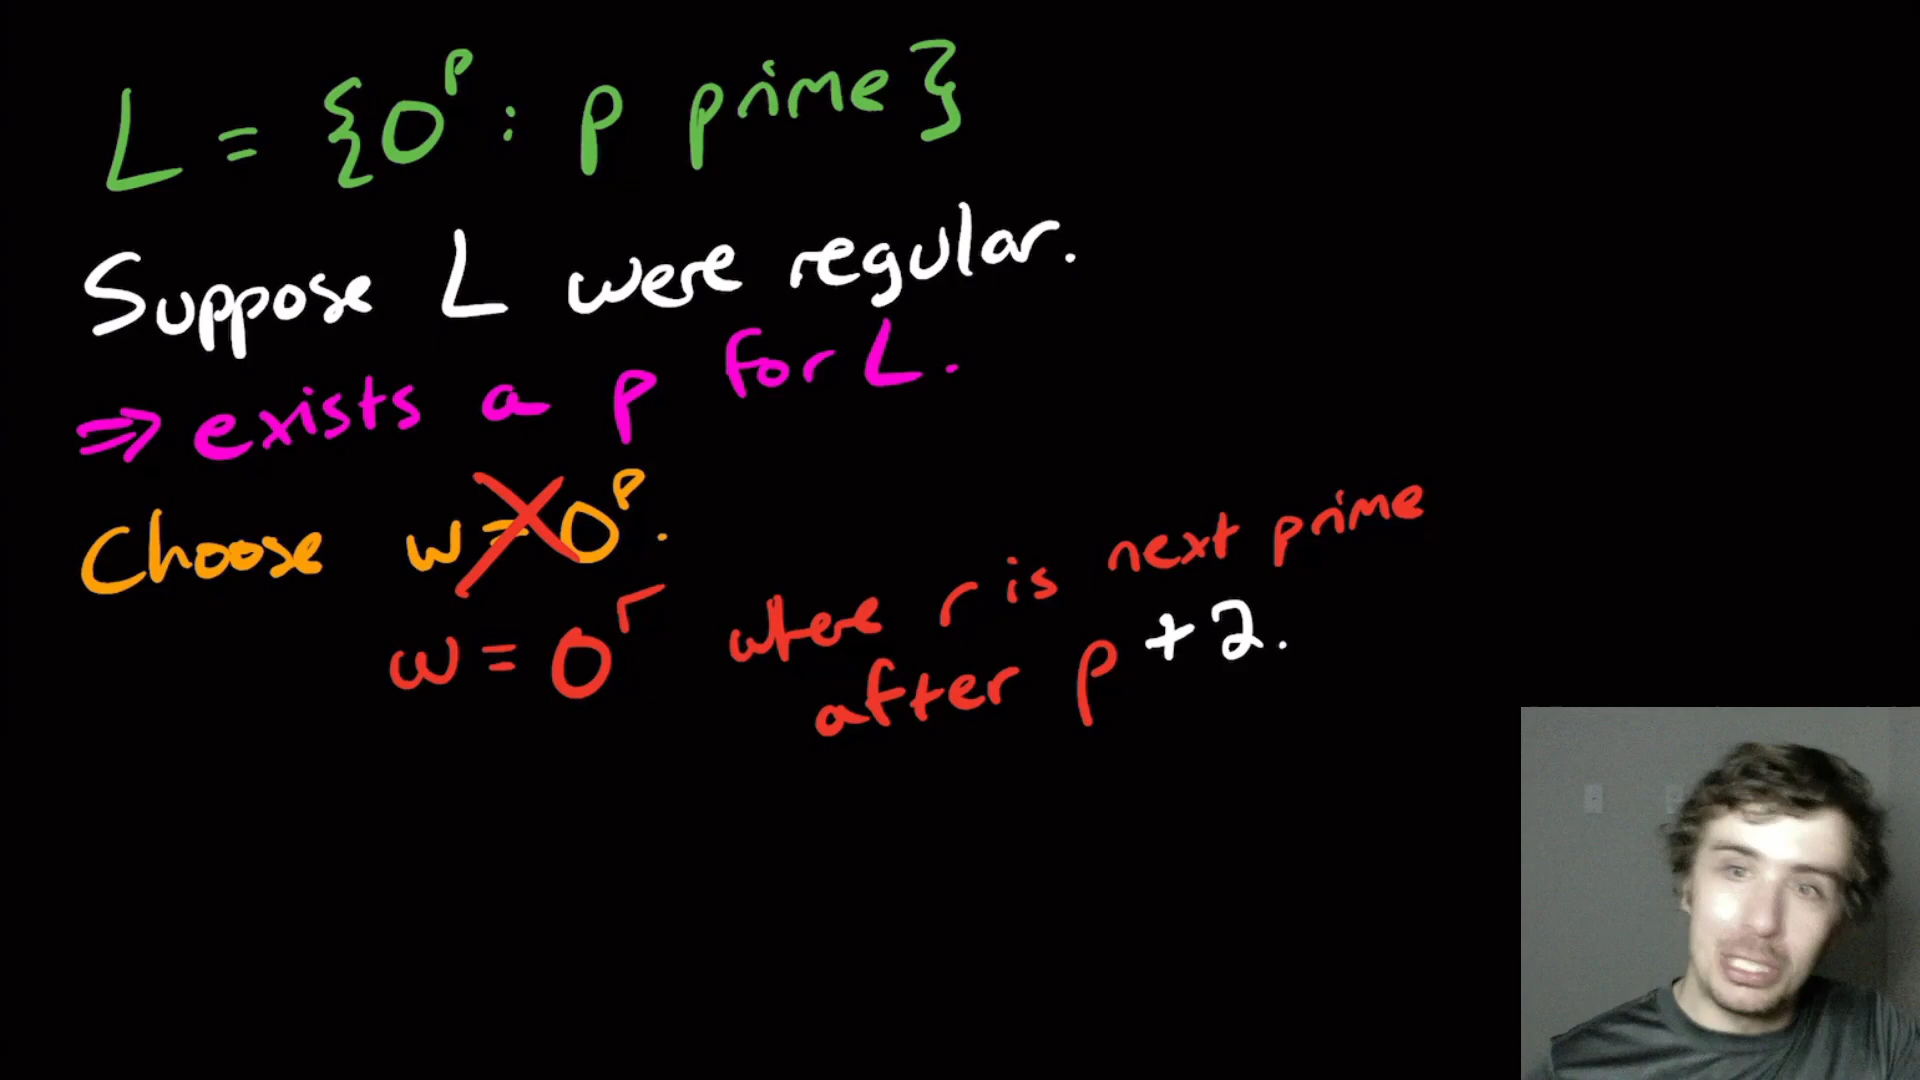 L = {0^p : p prime}
Suppose L were regular.
⇒ exists a p for L.
Choose w = 0^p.
w = 0^r where r is next prime
after p + 2.